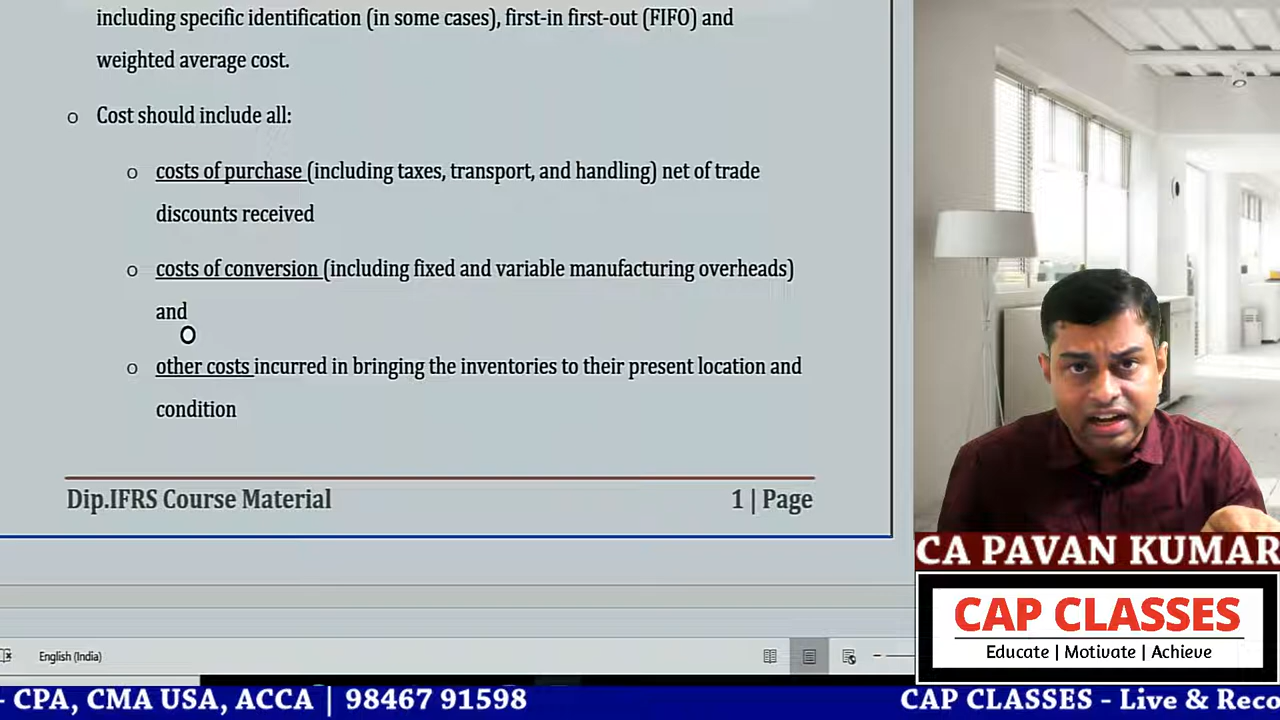 including specific identification (in some cases), first-in first-out (FIFO) and
weighted average cost.
o Cost should include all:
o costs of purchase (including taxes, transport, and handling) net of trade
discounts received
o costs of conversion (including fixed and variable manufacturing overheads)
and
o other costs incurred in bringing the inventories to their present location and
condition
Dip.IFRS Course Material 1 | Page
English (India)
CA PAVAN KUMAR
CAP CLASSES
Educate | Motivate | Achieve
- CPA, CMA USA, ACCA | 98467 91598 CAP CLASSES - Live & Reco